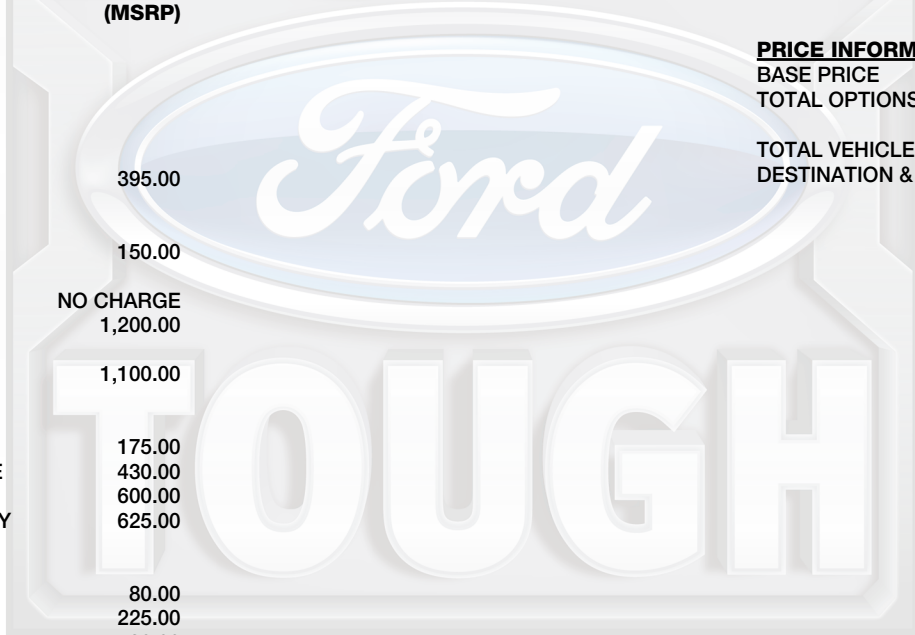 (MSRP)
PRICE INFORM
BASE PRICE
TOTAL OPTIONS
TOTAL VEHICLE
DESTINATION &
395.00
150.00
NO CHARGE
1,200.00
1,100.00
175.00
E 430.00
600.00
Y 625.00
80.00
225.00
Ford
TOUGH